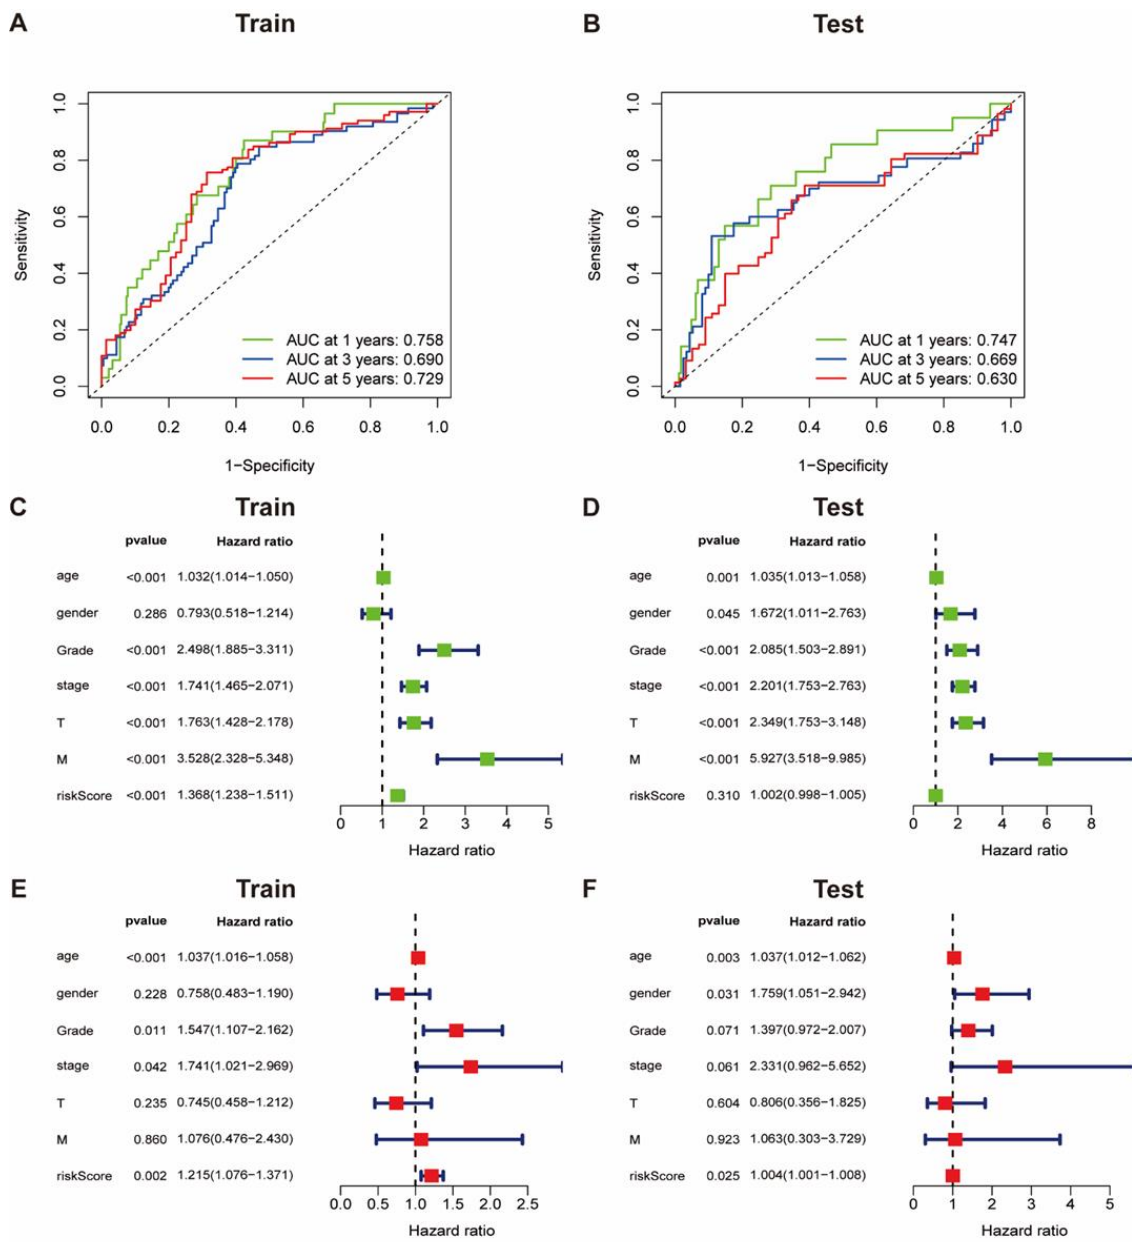 A Train
Sensitivity
1.0
0.8
0.6
0.4
0.2
0.0
AUC at 1 years: 0.758
AUC at 3 years: 0.690
AUC at 5 years: 0.729
0.0 0.2 0.4 0.6 0.8 1.0
1−Specificity
B Test
Sensitivity
1.0
0.8
0.6
0.4
0.2
0.0
AUC at 1 years: 0.747
AUC at 3 years: 0.669
AUC at 5 years: 0.630
0.0 0.2 0.4 0.6 0.8 1.0
1−Specificity
C Train
pvalue Hazard ratio
age <0.001 1.032(1.014−1.050)
gender 0.286 0.793(0.518−1.214)
Grade <0.001 2.498(1.885−3.311)
stage <0.001 1.741(1.465−2.071)
T <0.001 1.763(1.428−2.178)
M <0.001 3.528(2.328−5.348)
riskScore <0.001 1.368(1.238−1.511)
0 1 2 3 4 5
Hazard ratio
D Test
pvalue Hazard ratio
age 0.001 1.035(1.013−1.058)
gender 0.045 1.672(1.011−2.763)
Grade <0.001 2.085(1.503−2.891)
stage <0.001 2.201(1.753−2.763)
T <0.001 2.349(1.753−3.148)
M <0.001 5.927(3.518−9.985)
riskScore 0.310 1.002(0.998−1.005)
0 2 4 6 8
Hazard ratio
E Train
pvalue Hazard ratio
age <0.001 1.037(1.016−1.058)
gender 0.228 0.758(0.483−1.190)
Grade 0.011 1.547(1.107−2.162)
stage 0.042 1.741(1.021−2.969)
T 0.235 0.745(0.458−1.212)
M 0.860 1.076(0.476−2.430)
riskScore 0.002 1.215(1.076−1.371)
0.0 0.5 1.0 1.5 2.0 2.5
Hazard ratio
F Test
pvalue Hazard ratio
age 0.003 1.037(1.012−1.062)
gender 0.031 1.759(1.051−2.942)
Grade 0.071 1.397(0.972−2.007)
stage 0.061 2.331(0.962−5.652)
T 0.604 0.806(0.356−1.825)
M 0.923 1.063(0.303−3.729)
riskScore 0.025 1.004(1.001−1.008)
0 1 2 3 4 5
Hazard ratio